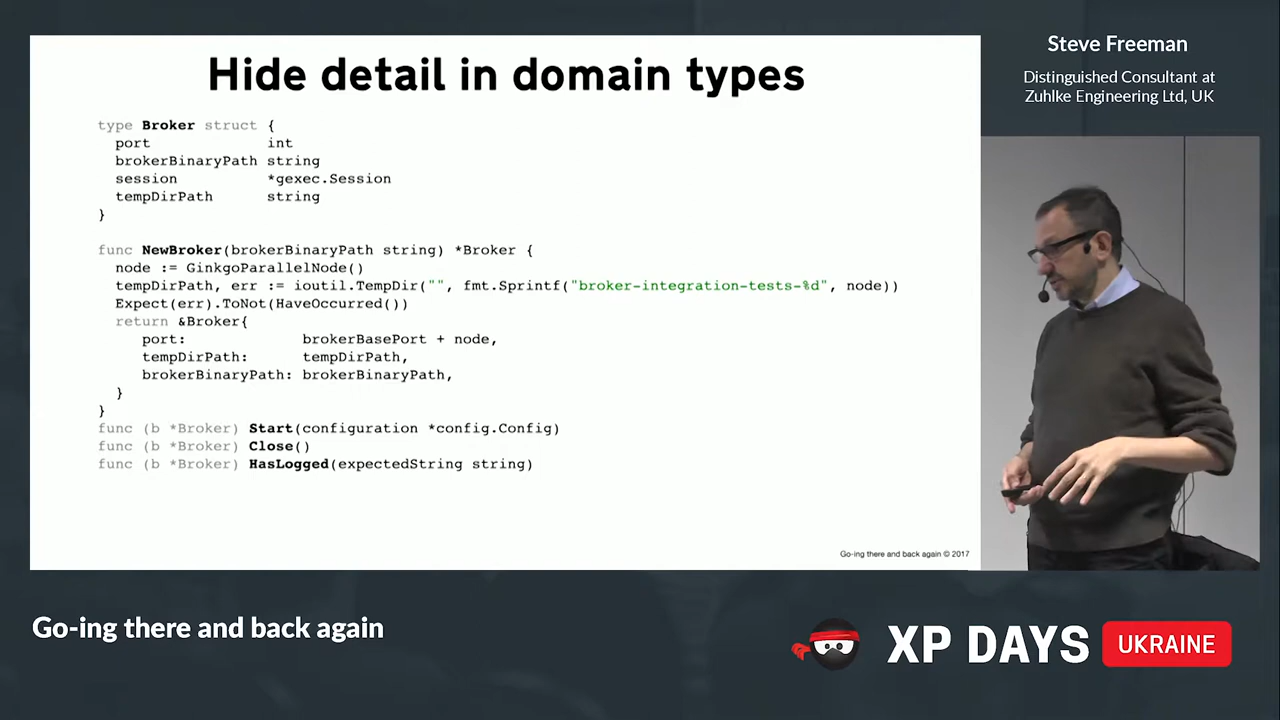 Hide detail in domain types
type Broker struct {
  port             int
  brokerBinaryPath string
  session          *gexec.Session
  tempDirPath      string
}
func NewBroker(brokerBinaryPath string) *Broker {
  node := GinkgoParallelNode()
  tempDirPath, err := ioutil.TempDir("", fmt.Sprintf("broker-integration-tests-%d", node))
  Expect(err).ToNot(HaveOccurred())
  return &Broker{
     port:             brokerBasePort + node,
     tempDirPath:      tempDirPath,
     brokerBinaryPath: brokerBinaryPath,
  }
}
func (b *Broker) Start(configuration *config.Config)
func (b *Broker) Close()
func (b *Broker) HasLogged(expectedString string)
Go-ing there and back again © 2017
Steve Freeman
Distinguished Consultant at
Zuhlke Engineering Ltd, UK
Go-ing there and back again
XP DAYS UKRAINE